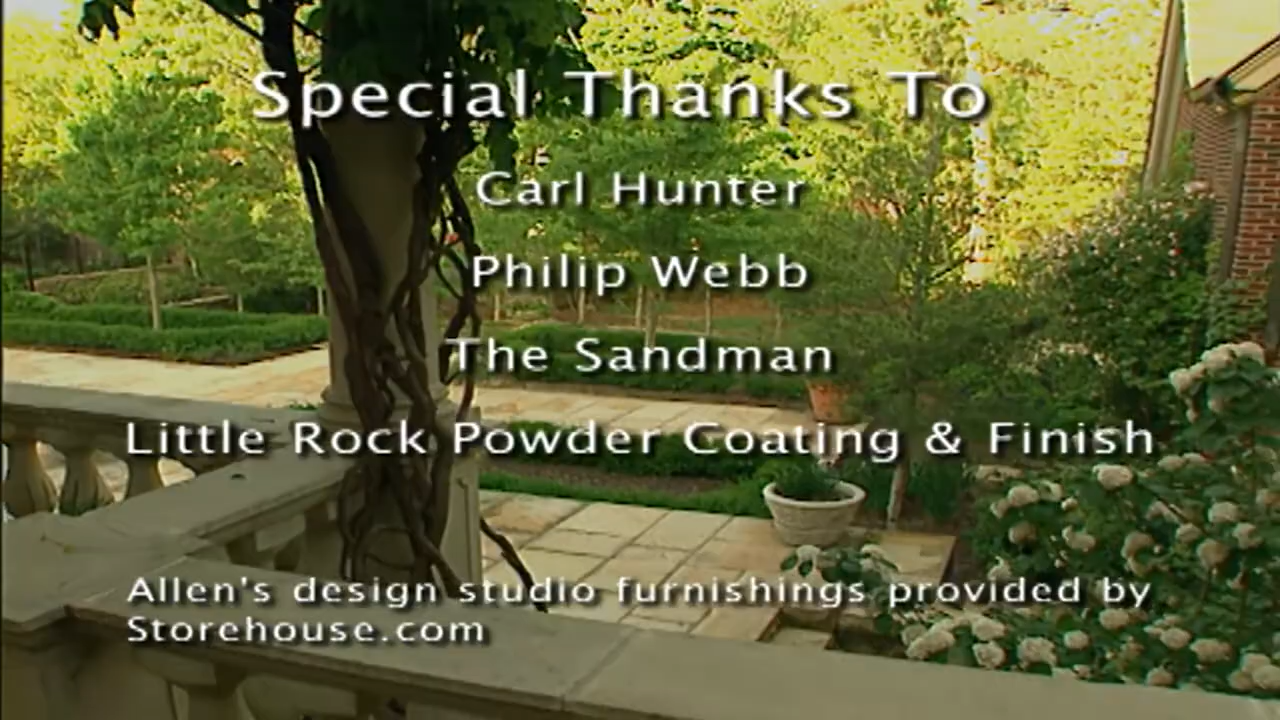 Special Thanks To
Carl Hunter
Philip Webb
The Sandman
Little Rock Powder Coating & Finish
Allen's design studio furnishings provided by
Storehouse.com